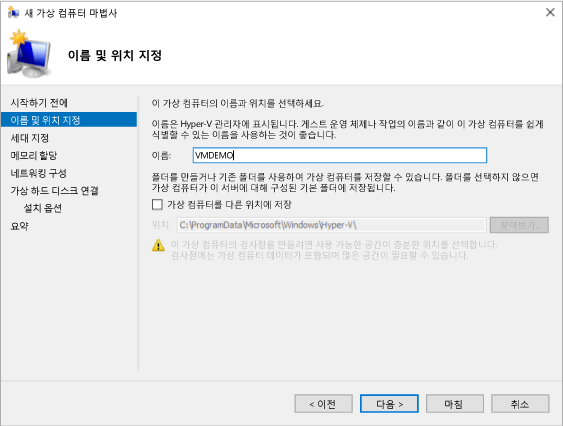 새 가상 컴퓨터 마법사
이름 및 위치 지정
시작하기 전에
이름 및 위치 지정
세대 지정
메모리 할당
네트워킹 구성
가상 하드 디스크 연결
설치 옵션
요약
이 가상 컴퓨터의 이름과 위치를 선택하세요.
이름은 Hyper-V 관리자에 표시됩니다. 게스트 운영 체제나 작업의 이름과 같이 이 가상 컴퓨터를 쉽게
식별할 수 있는 이름을 사용하는 것이 좋습니다.
이름: VMDEMO
폴더를 만들거나 기존 폴더를 사용하여 가상 컴퓨터를 저장할 수 있습니다. 폴더를 선택하지 않으면
가상 컴퓨터가 이 서버에 대해 구성된 기본 폴더에 저장됩니다.
가상 컴퓨터를 다른 위치에 저장
위치: C:\ProgramData\Microsoft\Windows\Hyper-V\ 찾아보기...
이 가상 컴퓨터의 검사점을 만들려면 사용 가능한 공간이 충분한 위치를 선택합니다.
검사점에는 가상 컴퓨터 데이터가 포함되며 많은 공간이 필요할 수 있습니다.
< 이전 다음 > 마침 취소